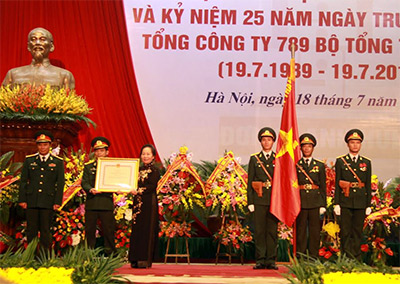 VÀ KỶ NIỆM 25 NĂM NGÀY TRU
TỔNG CÔNG TY 789 BỘ TỔNG T
(19.7.1989 - 19.7.201
Hà Nội, ngày 18 tháng 7 năm